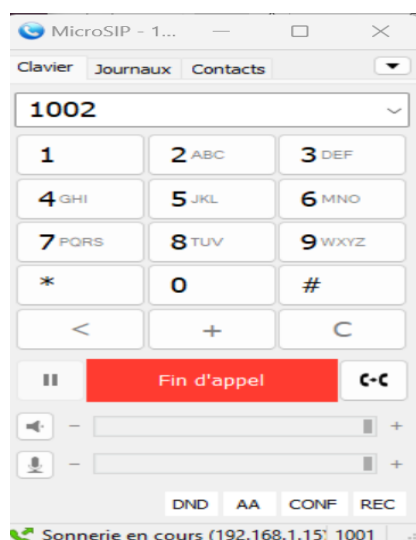 MicroSIP - 1...
Clavier Journaux Contacts
1002
1 2 ABC 3 DEF
4 GHI 5 JKL 6 MNO
7 PQRS 8 TUV 9 WXYZ
* 0 #
< + C
Fin d'appel
- +
- +
DND AA CONF REC
Sonnerie en cours (192.168.1.15) 1001